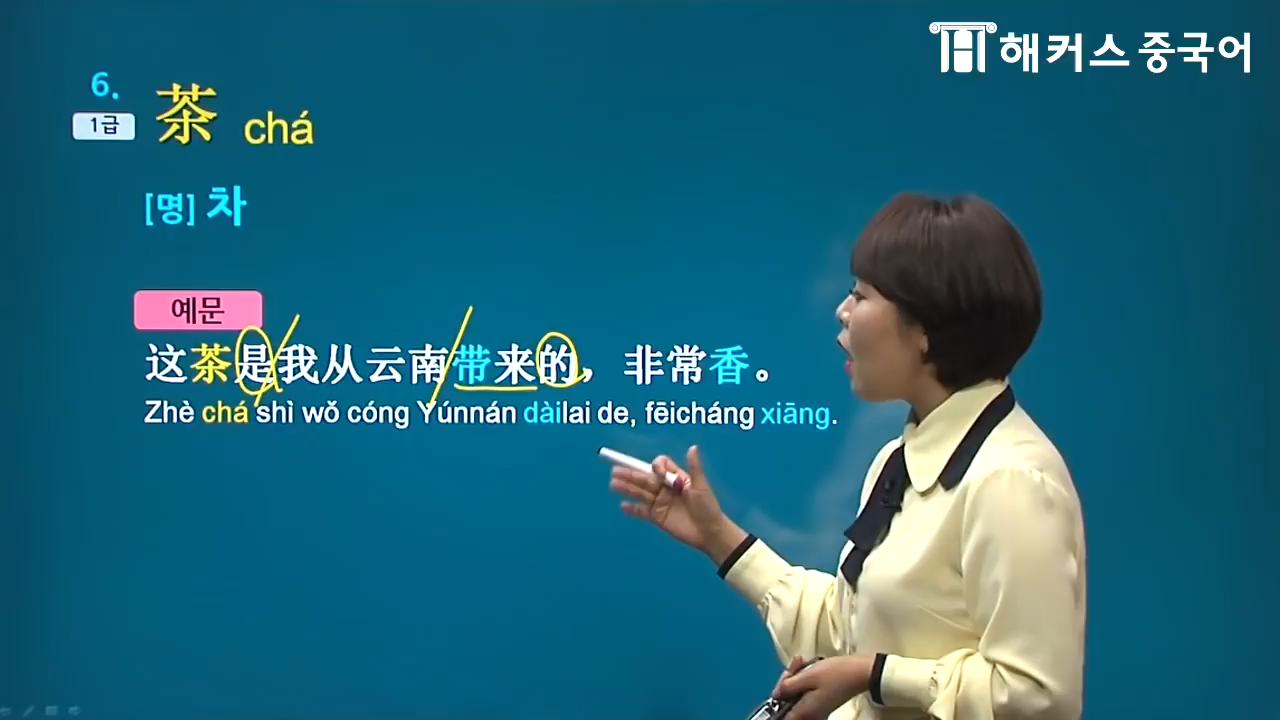 해커스 중국어
6.
1급
茶 chá
[명] 차
예문
这茶是我从云南带来的，非常香。
Zhè chá shì wǒ cóng Yúnnán dàilai de, fēicháng xiāng.